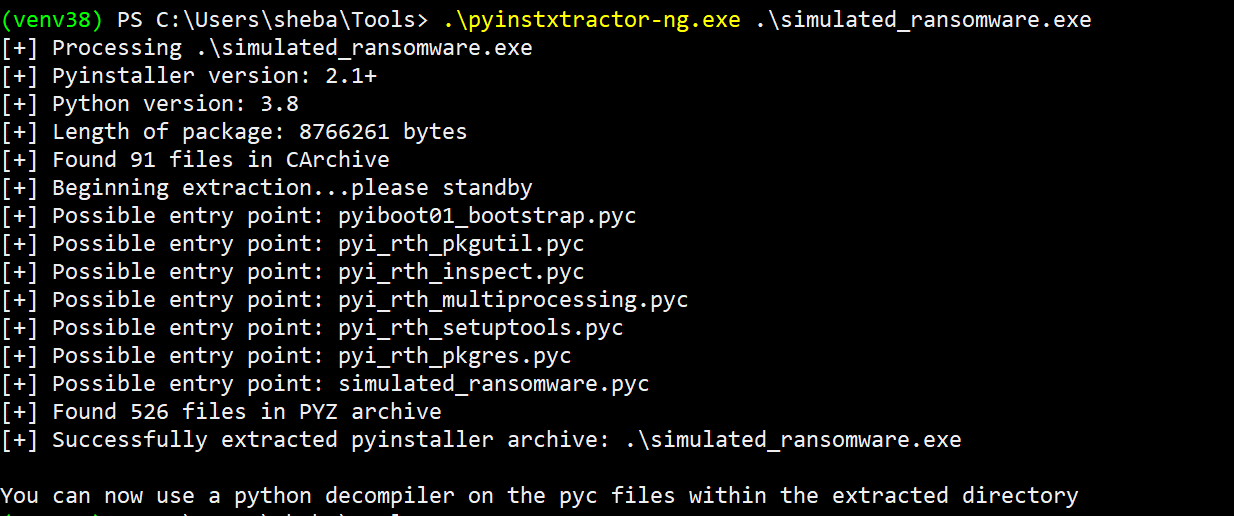 (venv38) PS C:\Users\sheba\Tools> .\pyinstxtractor-ng.exe .\simulated_ransomware.exe
[+] Processing .\simulated_ransomware.exe
[+] Pyinstaller version: 2.1+
[+] Python version: 3.8
[+] Length of package: 8766261 bytes
[+] Found 91 files in CArchive
[+] Beginning extraction...please standby
[+] Possible entry point: pyiboot01_bootstrap.pyc
[+] Possible entry point: pyi_rth_pkgutil.pyc
[+] Possible entry point: pyi_rth_inspect.pyc
[+] Possible entry point: pyi_rth_multiprocessing.pyc
[+] Possible entry point: pyi_rth_setuptools.pyc
[+] Possible entry point: pyi_rth_pkgres.pyc
[+] Possible entry point: simulated_ransomware.pyc
[+] Found 526 files in PYZ archive
[+] Successfully extracted pyinstaller archive: .\simulated_ransomware.exe
You can now use a python decompiler on the pyc files within the extracted directory